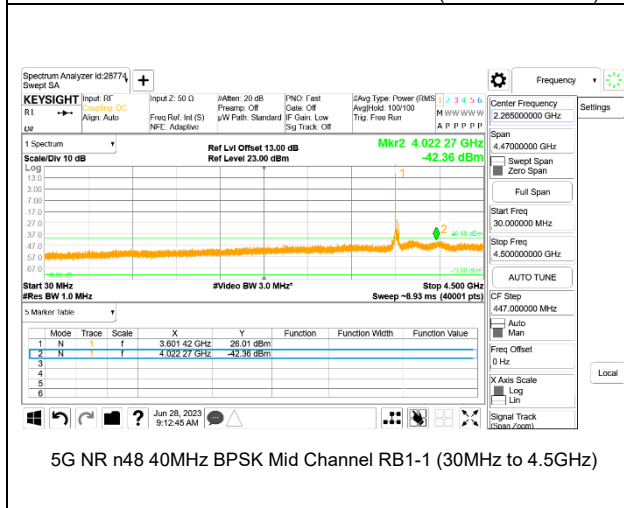 Spectrum Analyzer id:28774
Swept SA
+
Frequency
KEYSIGHT
Input: RF
Input Z: 50 Ω
#Atten: 20 dB
PNO: Fast
#Avg Type: Power (RMS
1 2 3 4 5 6
RL
Coupling: DC
Preamp: Off
Gate: Off
Avg|Hold: 100/100
M W W W W W
Align: Auto
Freq Ref: Int (S)
µW Path: Standard
IF Gain: Low
Trig: Free Run
NFE: Adaptive
Sig Track: Off
A P P P P P
Center Frequency
2.265000000 GHz
Settings
Span
4.47000000 GHz
Swept Span
Zero Span
Full Span
Start Freq
30.000000 MHz
Stop Freq
4.500000000 GHz
AUTO TUNE
CF Step
447.000000 MHz
Auto
Man
Freq Offset
0 Hz
X Axis Scale
Log
Lin
Local
Signal Track
(Span Zoom)
1 Spectrum
Ref Lvl Offset 13.00 dB
Mkr2 4.022 27 GHz
Scale/Div 10 dB
Ref Level 23.00 dBm
-42.36 dBm
Log
13.0
3.00
-7.00
-17.0
-27.0
-37.0
-47.0
-57.0
-67.0
1
2
Start 30 MHz
#Video BW 3.0 MHz*
Stop 4.500 GHz
#Res BW 1.0 MHz
Sweep ~8.93 ms (40001 pts)
5 Marker Table
Mode Trace Scale X Y Function Function Width Function Value
1 N 1 f 3.601 42 GHz 26.01 dBm
2 N 1 f 4.022 27 GHz -42.36 dBm
3
4
5
6
?
Jun 28, 2023
9:12:45 AM
5G NR n48 40MHz BPSK Mid Channel RB1-1 (30MHz to 4.5GHz)